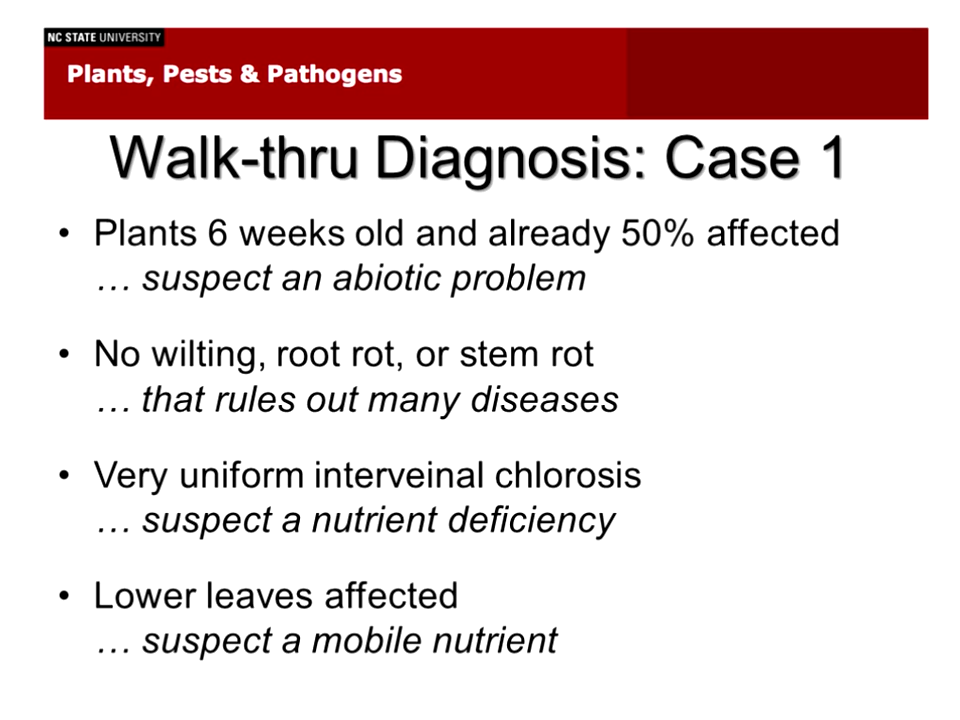 NC STATE UNIVERSITY
Plants, Pests & Pathogens
Walk-thru Diagnosis: Case 1
• Plants 6 weeks old and already 50% affected
… suspect an abiotic problem
• No wilting, root rot, or stem rot
… that rules out many diseases
• Very uniform interveinal chlorosis
… suspect a nutrient deficiency
• Lower leaves affected
… suspect a mobile nutrient